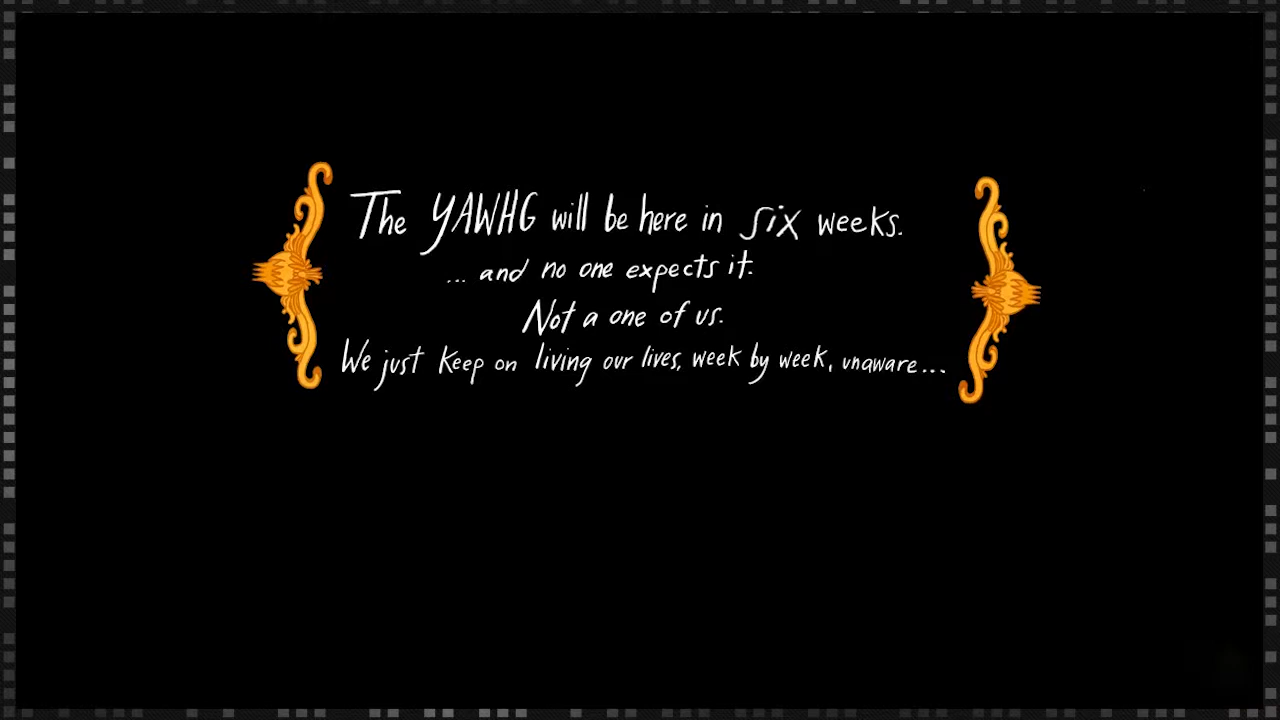 The YAWHG will be here in six weeks.
... and no one expects it.
Not a one of us.
We just keep on living our lives, week by week, unaware...